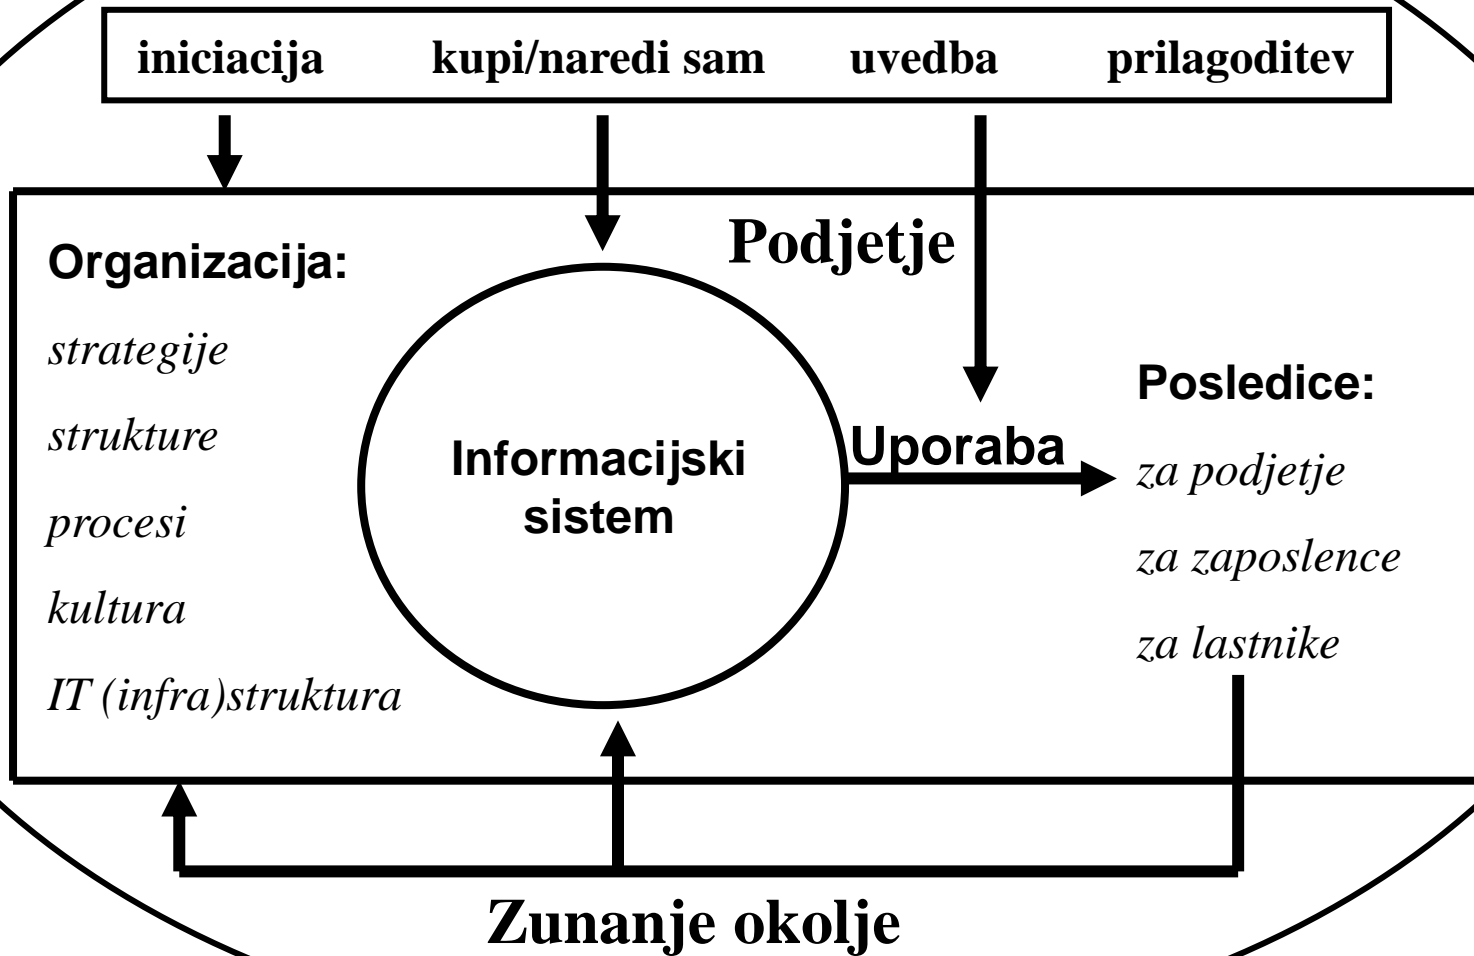 iniciacija kupi/naredi sam uvedba prilagoditev
Podjetje
Organizacija:
strategije
strukture
procesi
kultura
IT (infra)struktura
Informacijski
sistem
Uporaba
Posledice:
za podjetje
za zaposlence
za lastnike
Zunanje okolje